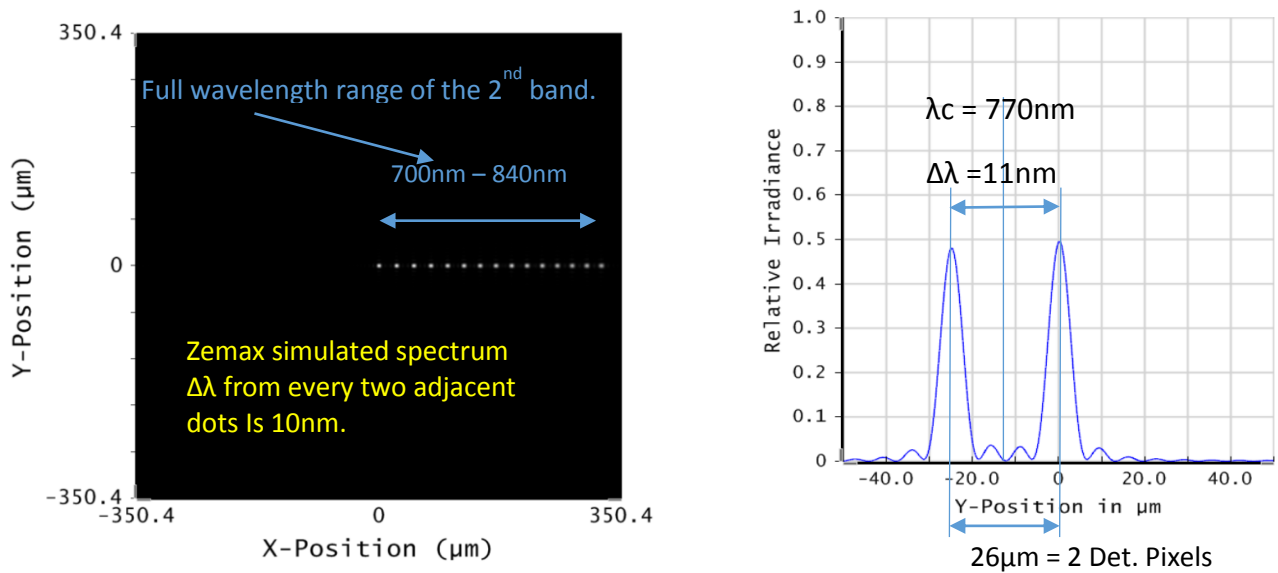 350.4
Full wavelength range of the 2nd band.
700nm – 840nm
Y-Position (µm)
0
Zemax simulated spectrum
Δλ from every two adjacent
dots Is 10nm.
-350.4
-350.4
0
350.4
X-Position (µm)
1.0
0.9
0.8
0.7
0.6
0.5
0.4
0.3
0.2
0.1
0
Relative Irradiance
λc = 770nm
Δλ =11nm
-40.0
-20.0
0
20.0
40.0
Y-Position in µm
26µm = 2 Det. Pixels